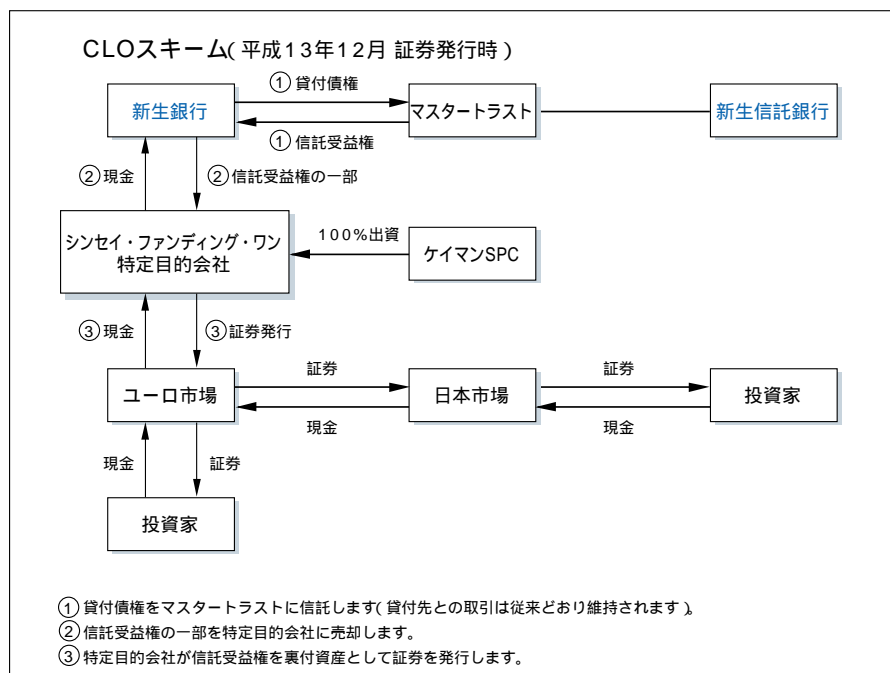 CLOスキーム(平成13年12月 証券発行時)
①貸付債権
新生銀行
マスタートラスト
新生信託銀行
①信託受益権
②現金
②信託受益権の一部
シンセイ・ファンディング・ワン
特定目的会社
100%出資
ケイマンSPC
③現金
③証券発行
証券
証券
ユーロ市場
日本市場
投資家
現金
現金
現金
証券
投資家
①貸付債権をマスタートラストに信託します(貸付先との取引は従来どおり維持されます)。
②信託受益権の一部を特定目的会社に売却します。
③特定目的会社が信託受益権を裏付資産として証券を発行します。